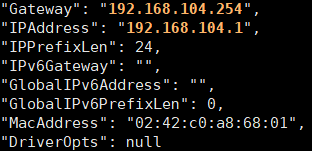 "Gateway": "192.168.104.254",
"IPAddress": "192.168.104.1",
"IPPrefixLen": 24,
"IPv6Gateway": "",
"GlobalIPv6Address": "",
"GlobalIPv6PrefixLen": 0,
"MacAddress": "02:42:c0:a8:68:01",
"DriverOpts": null